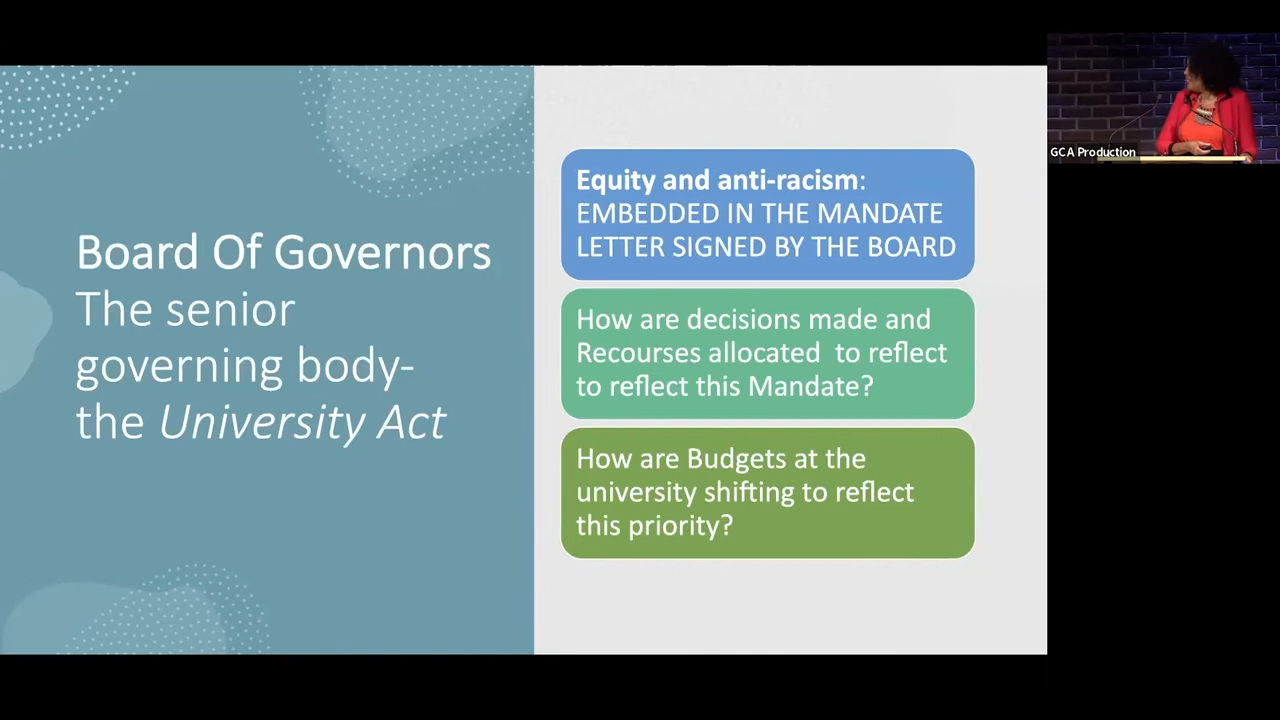 Board Of Governors
The senior
governing body-
the University Act
Equity and anti-racism:
EMBEDDED IN THE MANDATE
LETTER SIGNED BY THE BOARD
How are decisions made and
Recourses allocated  to reflect
to reflect this Mandate?
How are Budgets at the
university shifting to reflect
this priority?
GCA Production